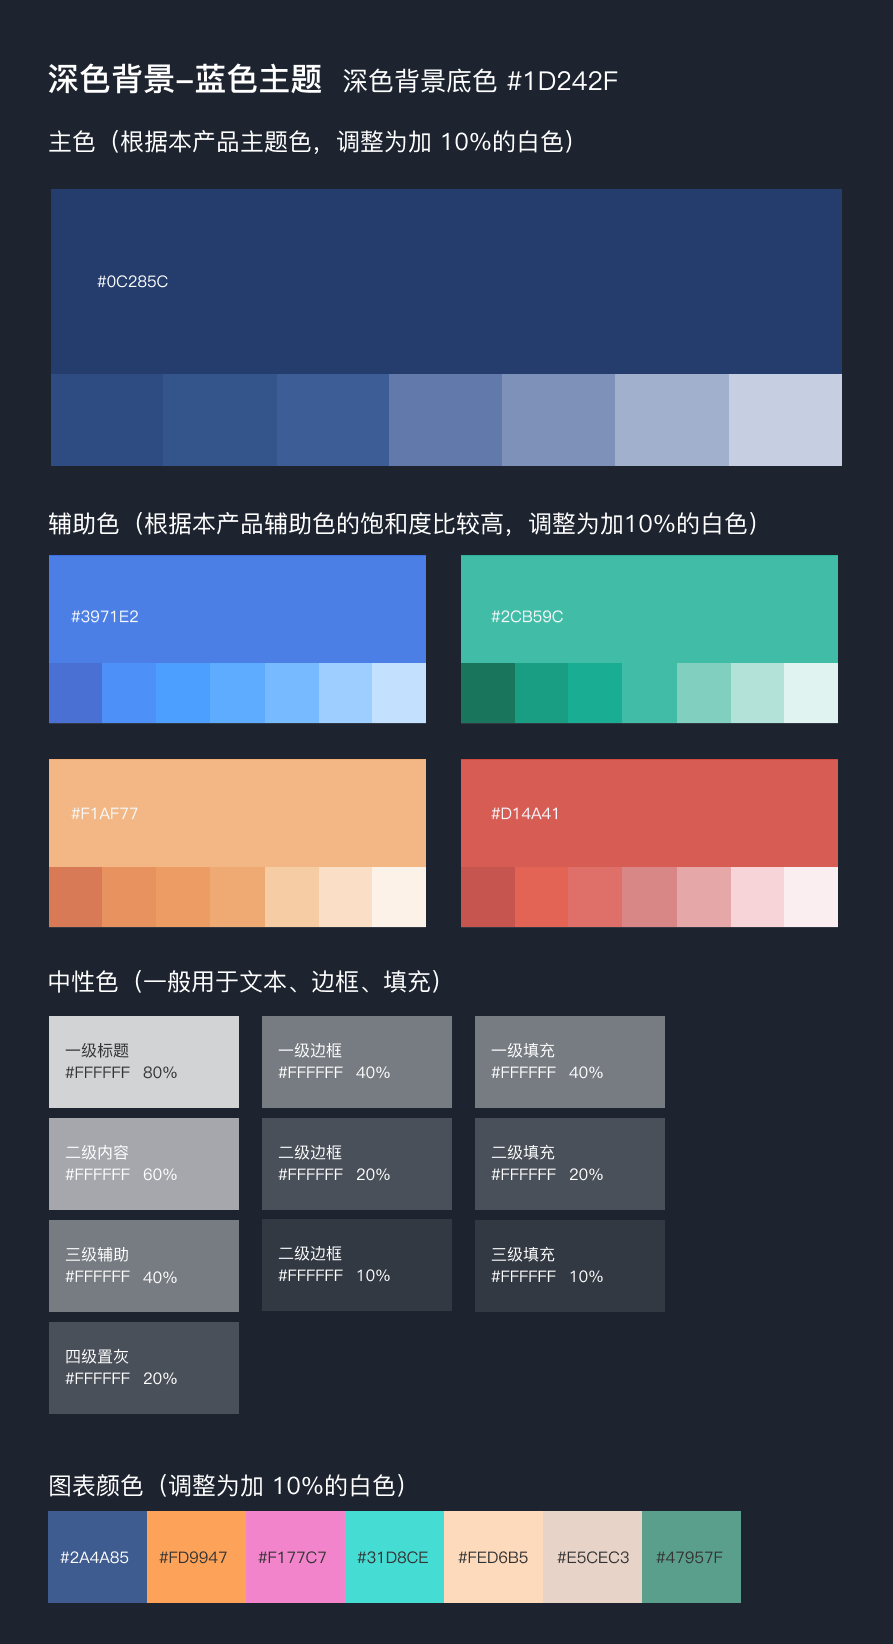 深色背景-蓝色主题 深色背景底色 #1D242F
主色（根据本产品主题色，调整为加 10%的白色）
#0C285C
辅助色（根据本产品辅助色的饱和度比较高，调整为加10%的白色）
#3971E2
#2CB59C
#F1AF77
#D14A41
中性色（一般用于文本、边框、填充）
一级标题
#FFFFFF 80%
一级边框
#FFFFFF 40%
一级填充
#FFFFFF 40%
二级内容
#FFFFFF 60%
二级边框
#FFFFFF 20%
二级填充
#FFFFFF 20%
三级辅助
#FFFFFF 40%
二级边框
#FFFFFF 10%
三级填充
#FFFFFF 10%
四级置灰
#FFFFFF 20%
图表颜色（调整为加 10%的白色）
#2A4A85 #FD9947 #F177C7 #31D8CE #FED6B5 #E5CEC3 #47957F